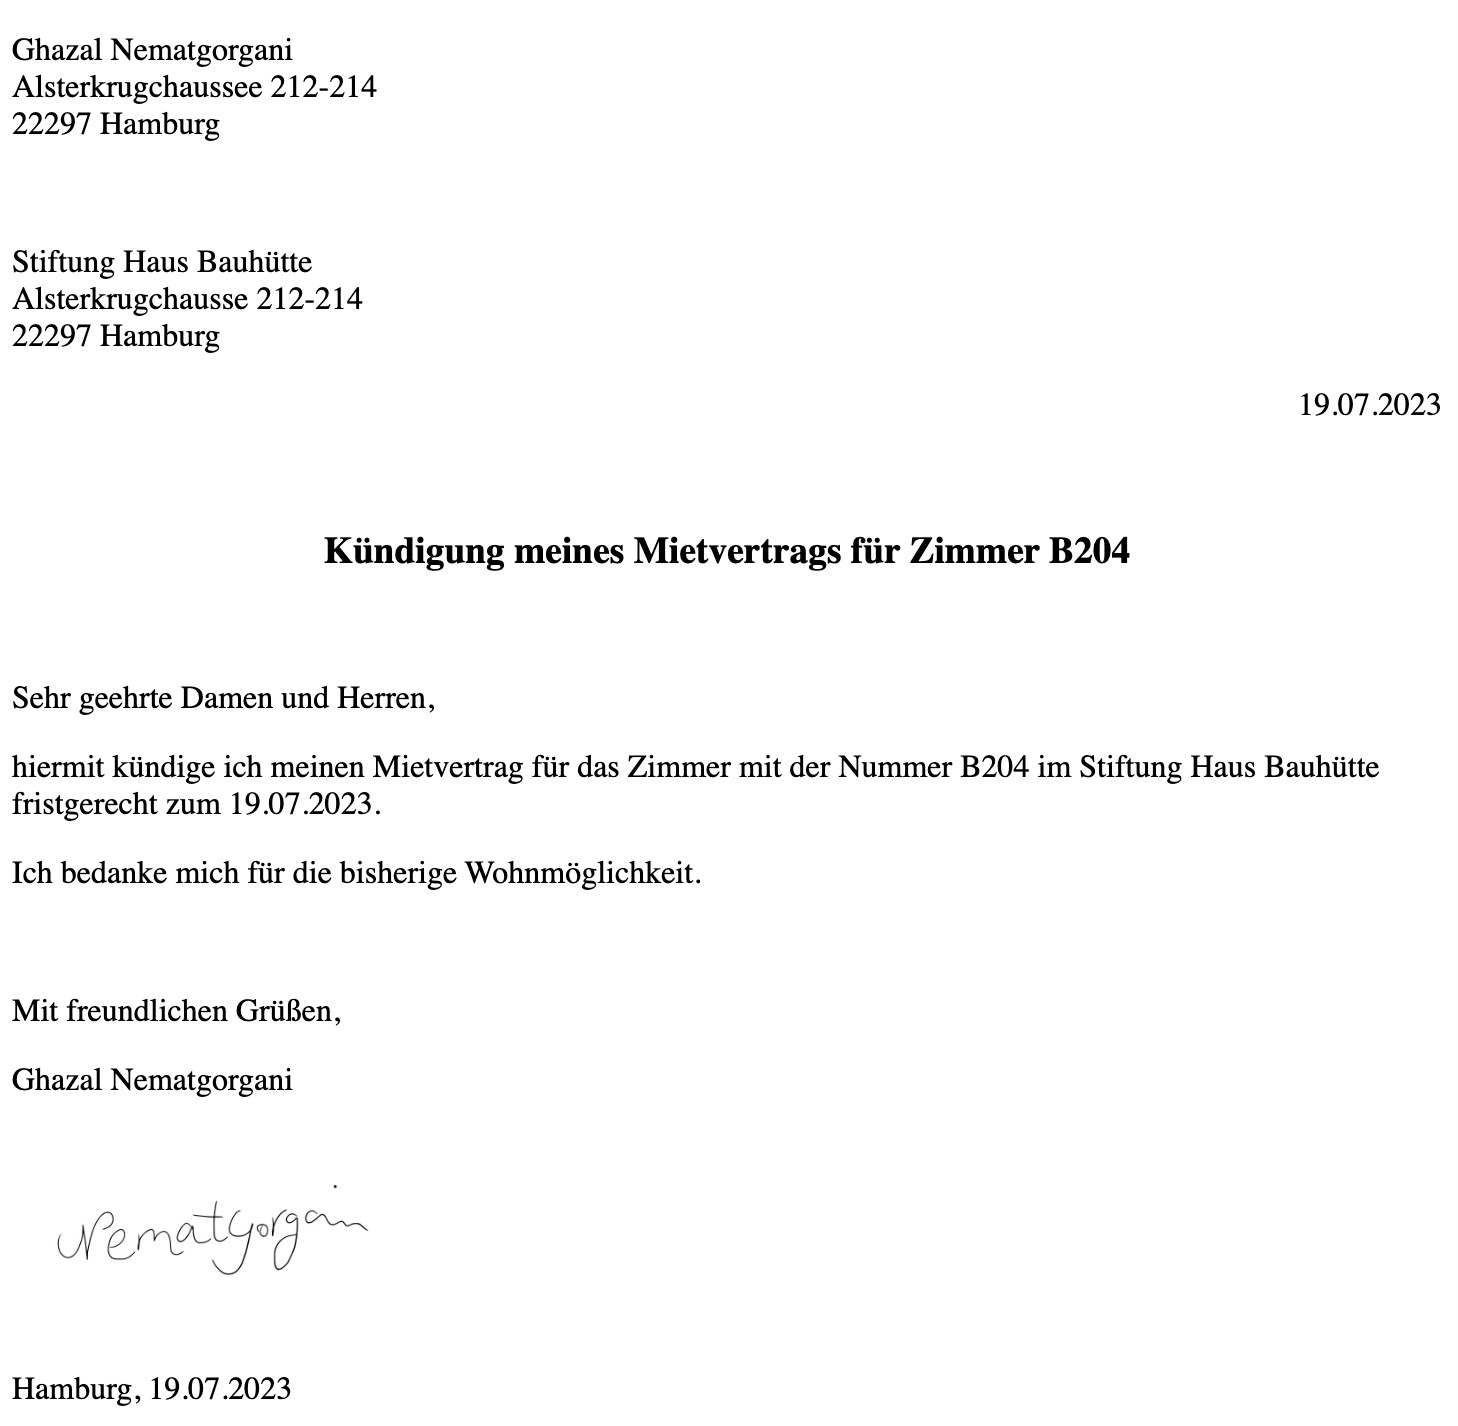 Ghazal Nematgorgani
Alsterkrugchaussee 212-214
22297 Hamburg
Stiftung Haus Bauhütte
Alsterkrugchausse 212-214
22297 Hamburg
19.07.2023
Kündigung meines Mietvertrags für Zimmer B204
Sehr geehrte Damen und Herren,
hiermit kündige ich meinen Mietvertrag für das Zimmer mit der Nummer B204 im Stiftung Haus Bauhütte
fristgerecht zum 19.07.2023.
Ich bedanke mich für die bisherige Wohnmöglichkeit.
Mit freundlichen Grüßen,
Ghazal Nematgorgani
Nematgorgani
Hamburg, 19.07.2023